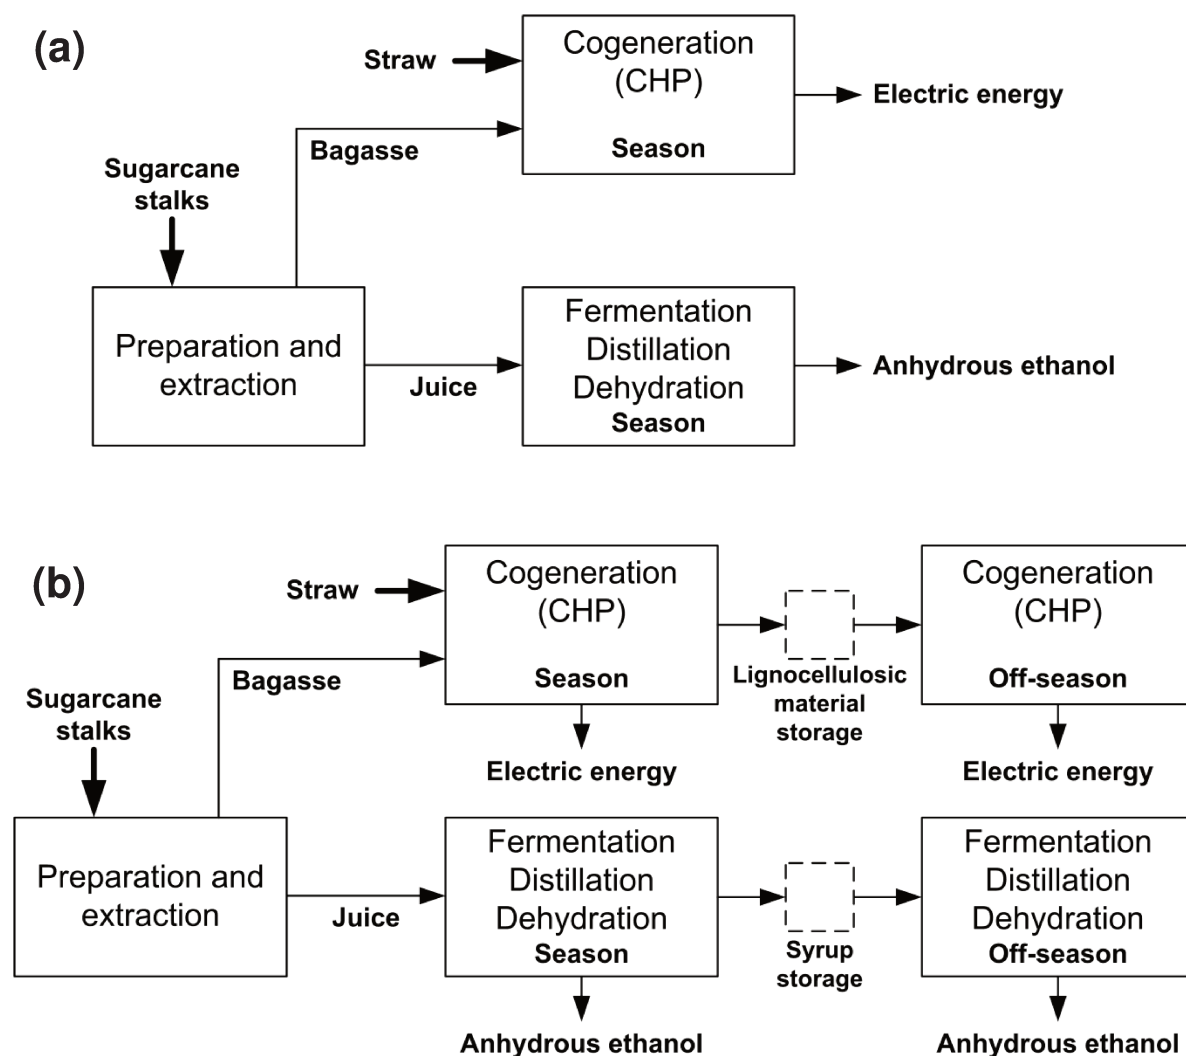 (a)
Straw
Cogeneration
(CHP)
Season
Electric energy
Bagasse
Sugarcane
stalks
Preparation and
extraction
Juice
Fermentation
Distillation
Dehydration
Season
Anhydrous ethanol
(b)
Straw
Cogeneration
(CHP)
Season
Electric energy
Lignocellulosic
material
storage
Cogeneration
(CHP)
Off-season
Electric energy
Bagasse
Sugarcane
stalks
Preparation and
extraction
Juice
Fermentation
Distillation
Dehydration
Season
Anhydrous ethanol
Syrup
storage
Fermentation
Distillation
Dehydration
Off-season
Anhydrous ethanol